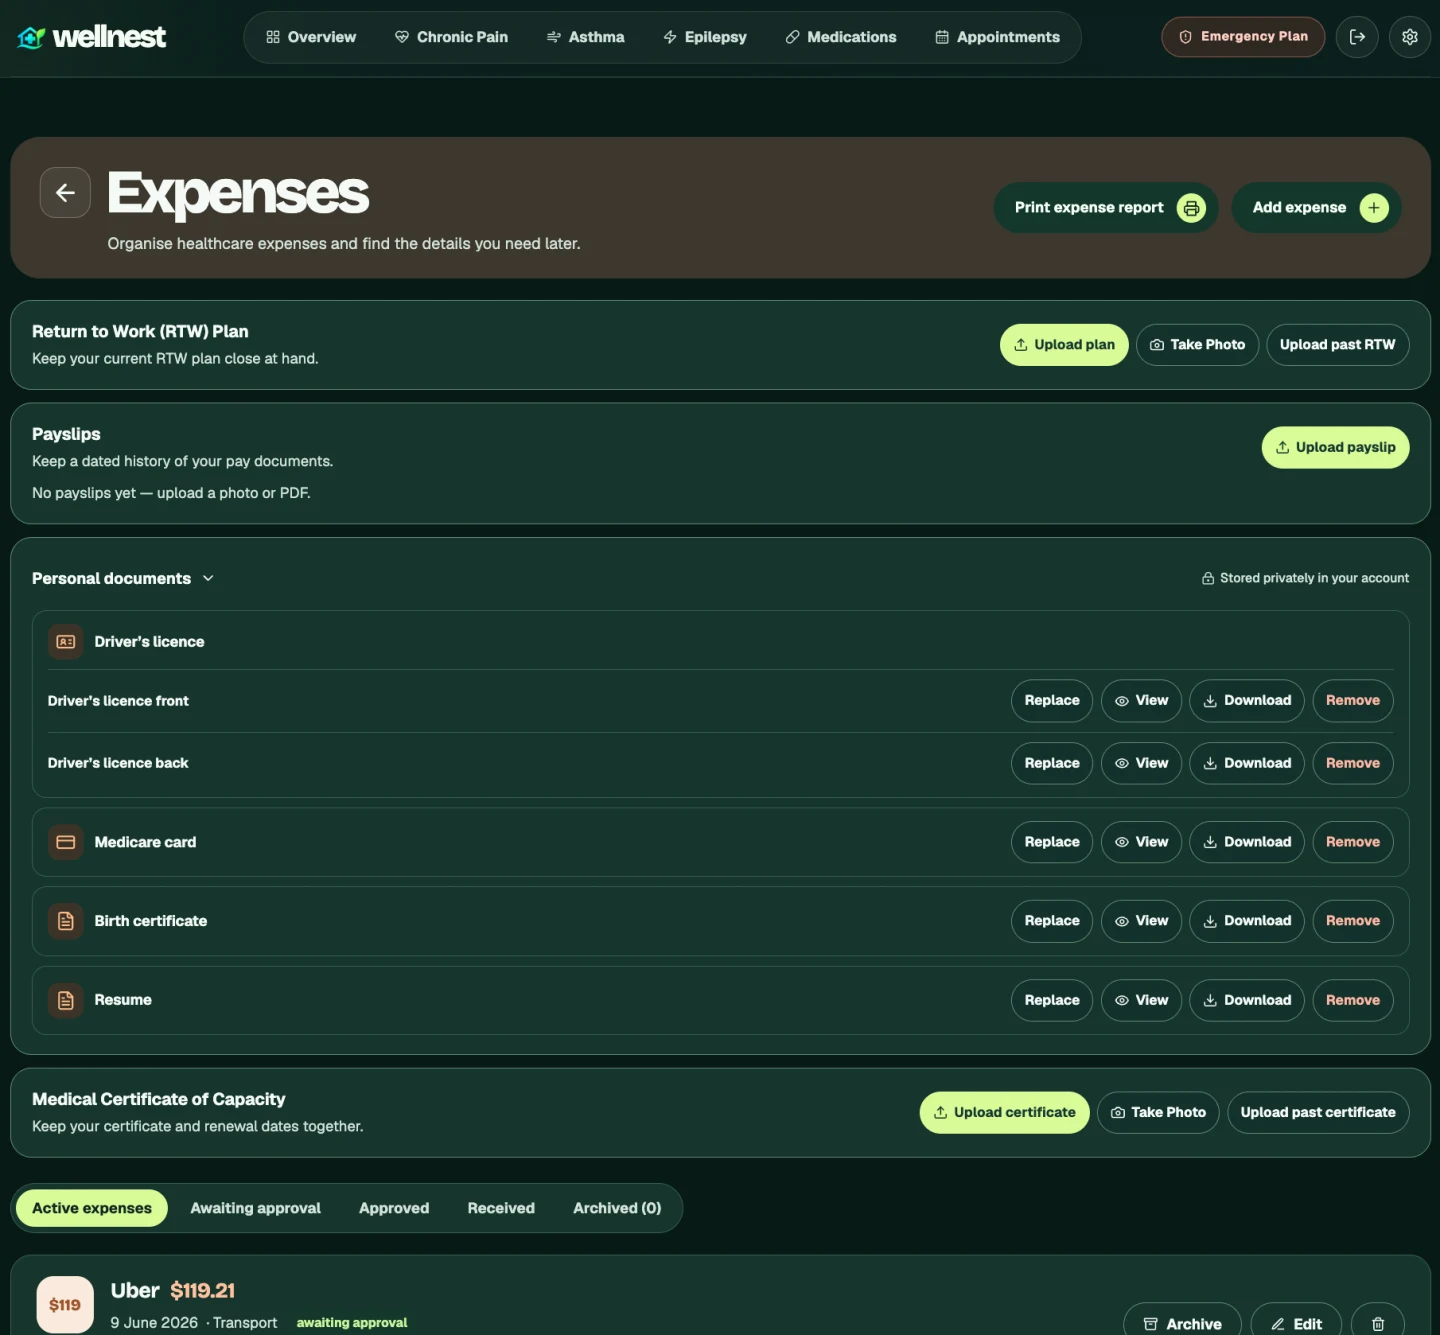 wellnest
Overview
Chronic Pain
Asthma
Epilepsy
Medications
Appointments
Emergency Plan
Expenses
Organise healthcare expenses and find the details you need later.
Print expense report
Add expense
Return to Work (RTW) Plan
Keep your current RTW plan close at hand.
Upload plan
Take Photo
Upload past RTW
Payslips
Keep a dated history of your pay documents.
No payslips yet — upload a photo or PDF.
Upload payslip
Personal documents
Stored privately in your account
Driver's licence
Driver's licence front
Replace
View
Download
Remove
Driver's licence back
Replace
View
Download
Remove
Medicare card
Replace
View
Download
Remove
Birth certificate
Replace
View
Download
Remove
Resume
Replace
View
Download
Remove
Medical Certificate of Capacity
Keep your certificate and renewal dates together.
Upload certificate
Take Photo
Upload past certificate
Active expenses
Awaiting approval
Approved
Received
Archived (0)
$119
Uber $119.21
9 June 2026 · Transport awaiting approval
Archive
Edit